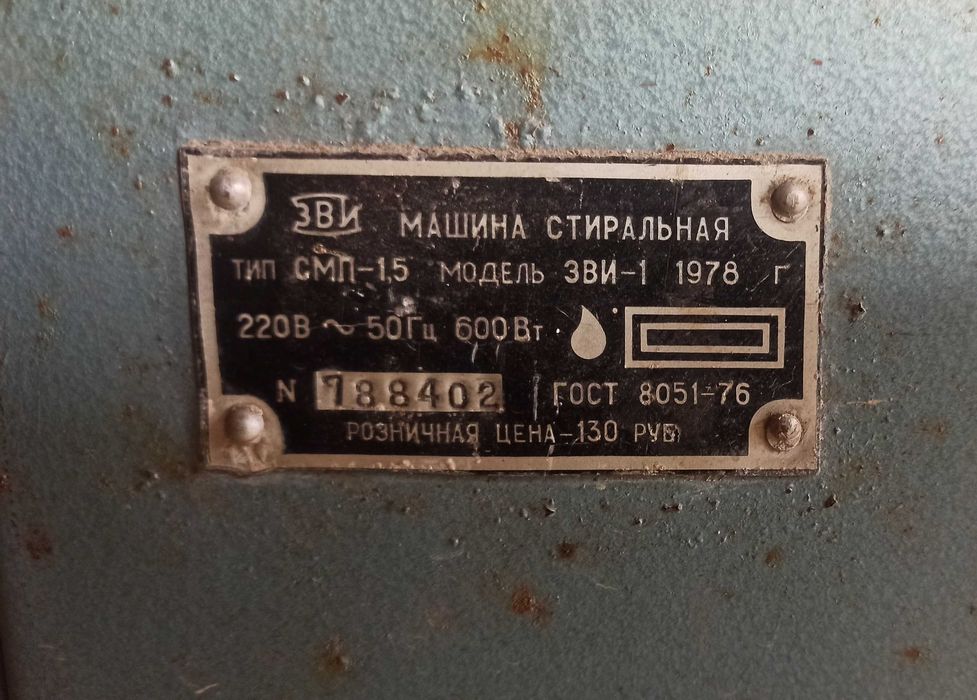 ЗВИ МАШИНА СТИРАЛЬНАЯ
ТИП СМП-1,5 МОДЕЛЬ ЗВИ-1 1978 г
220В ~ 50Гц 600Вт
N 788402 ГОСТ 8051-76
РОЗНИЧНАЯ ЦЕНА-130 РУБ